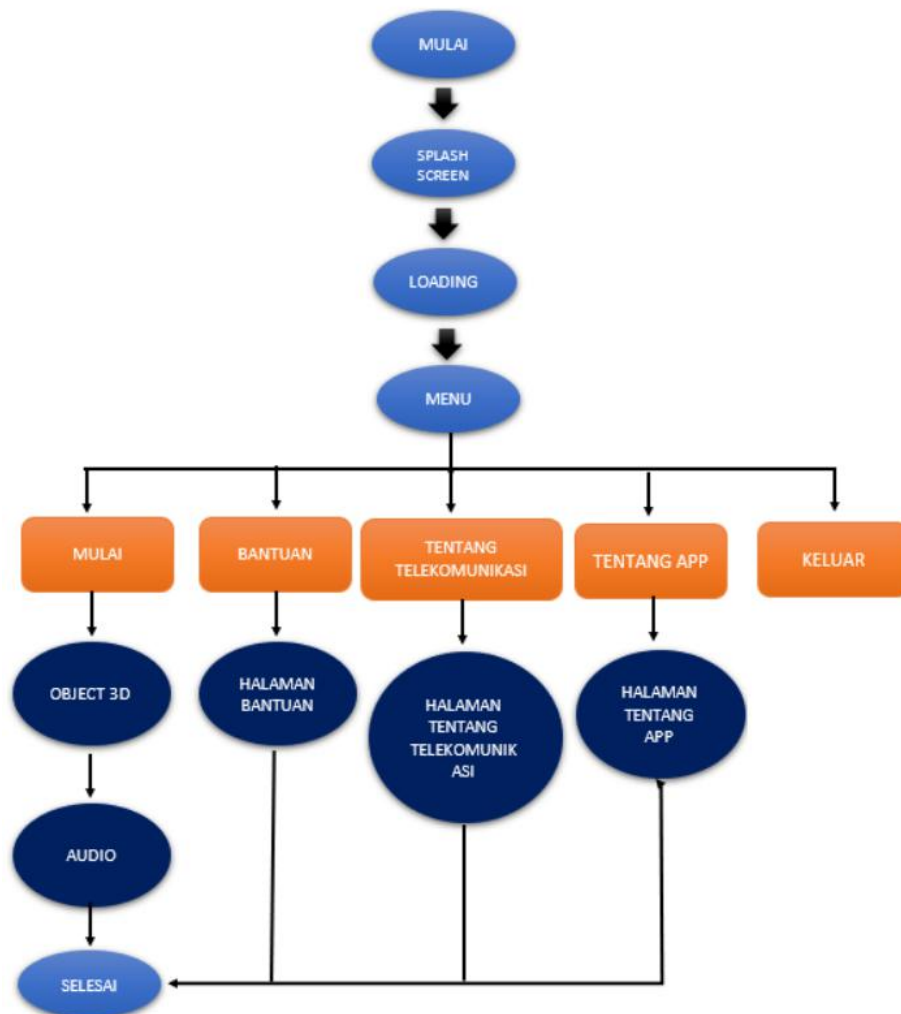 MULAI
SPLASH
SCREEN
LOADING
MENU
MULAI
BANTUAN
TENTANG
TELEKOMUNIKASI
TENTANG APP
KELUAR
OBJECT 3D
HALAMAN
BANTUAN
HALAMAN
TENTANG
TELEKOMUNIK
ASI
HALAMAN
TENTANG
APP
AUDIO
SELESAI